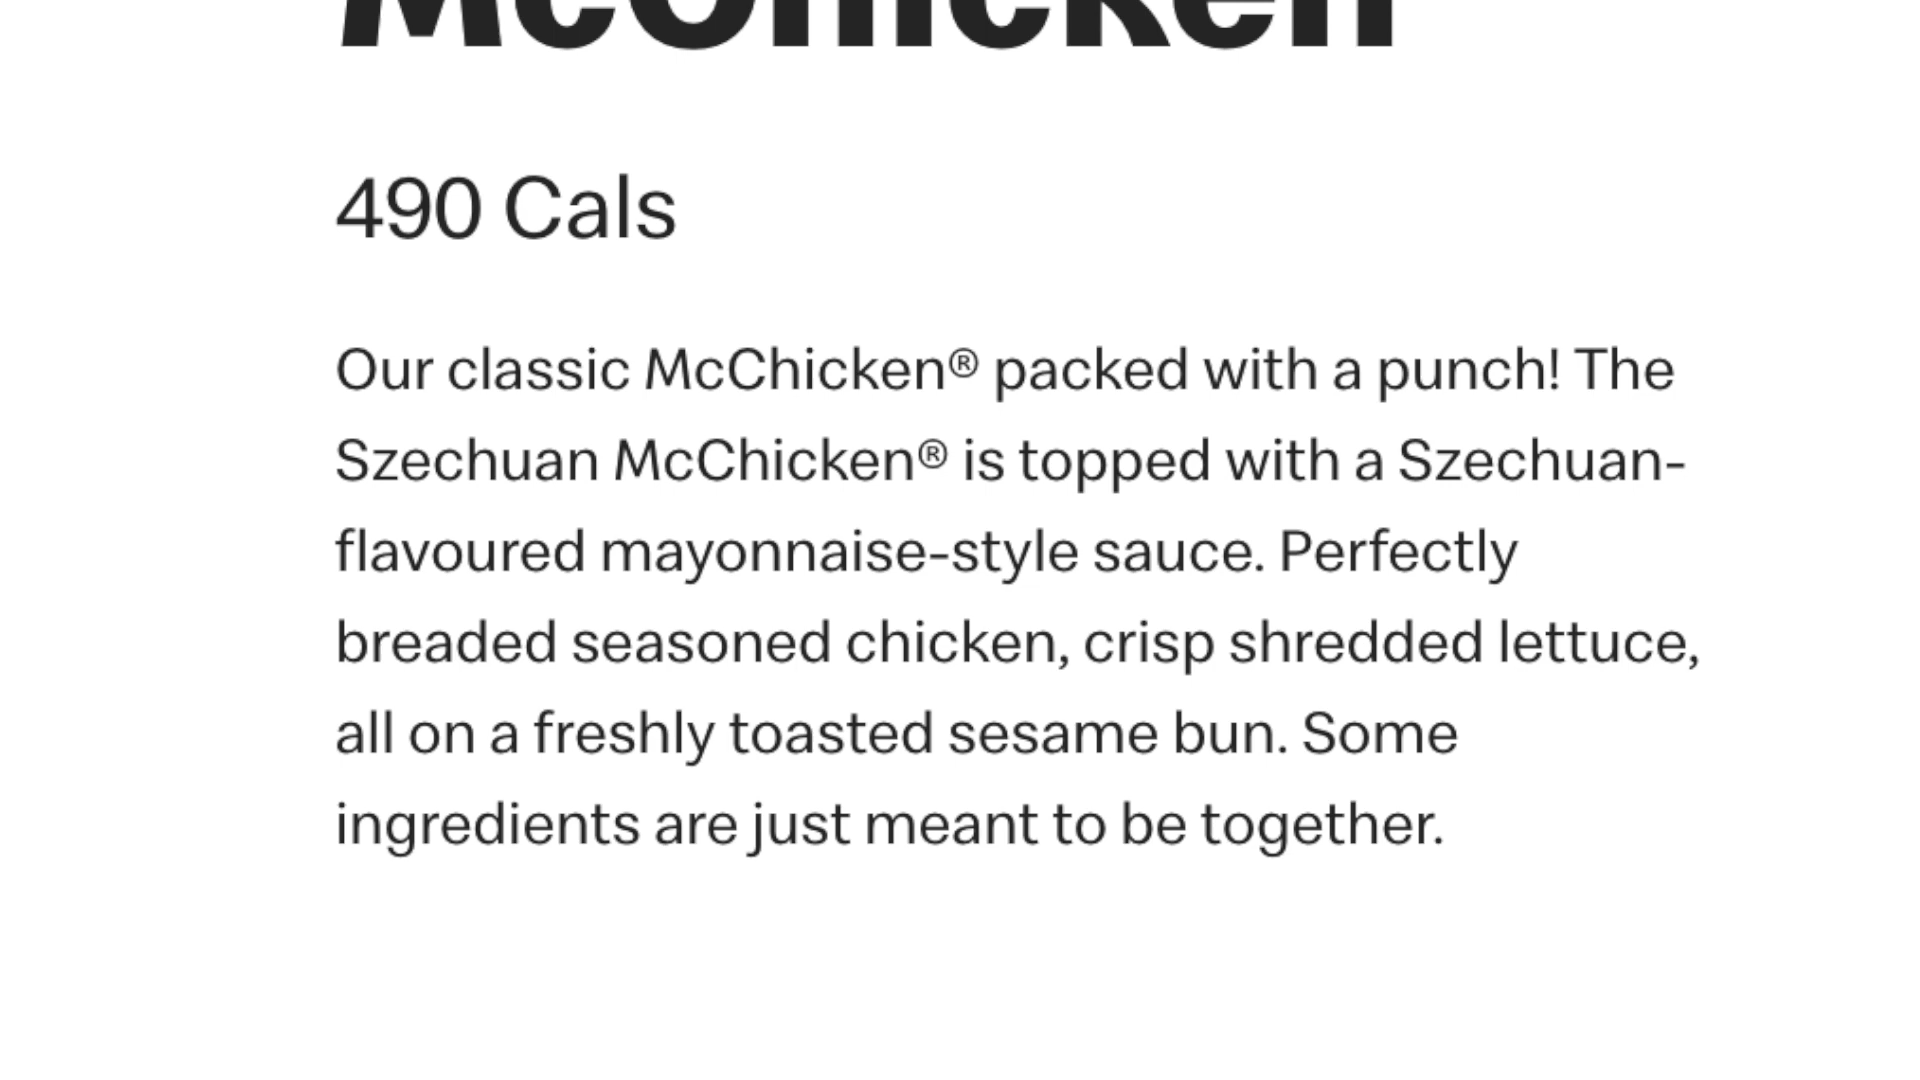 McChicken
490 Cals
Our classic McChicken® packed with a punch! The
Szechuan McChicken® is topped with a Szechuan-
flavoured mayonnaise-style sauce. Perfectly
breaded seasoned chicken, crisp shredded lettuce,
all on a freshly toasted sesame bun. Some
ingredients are just meant to be together.